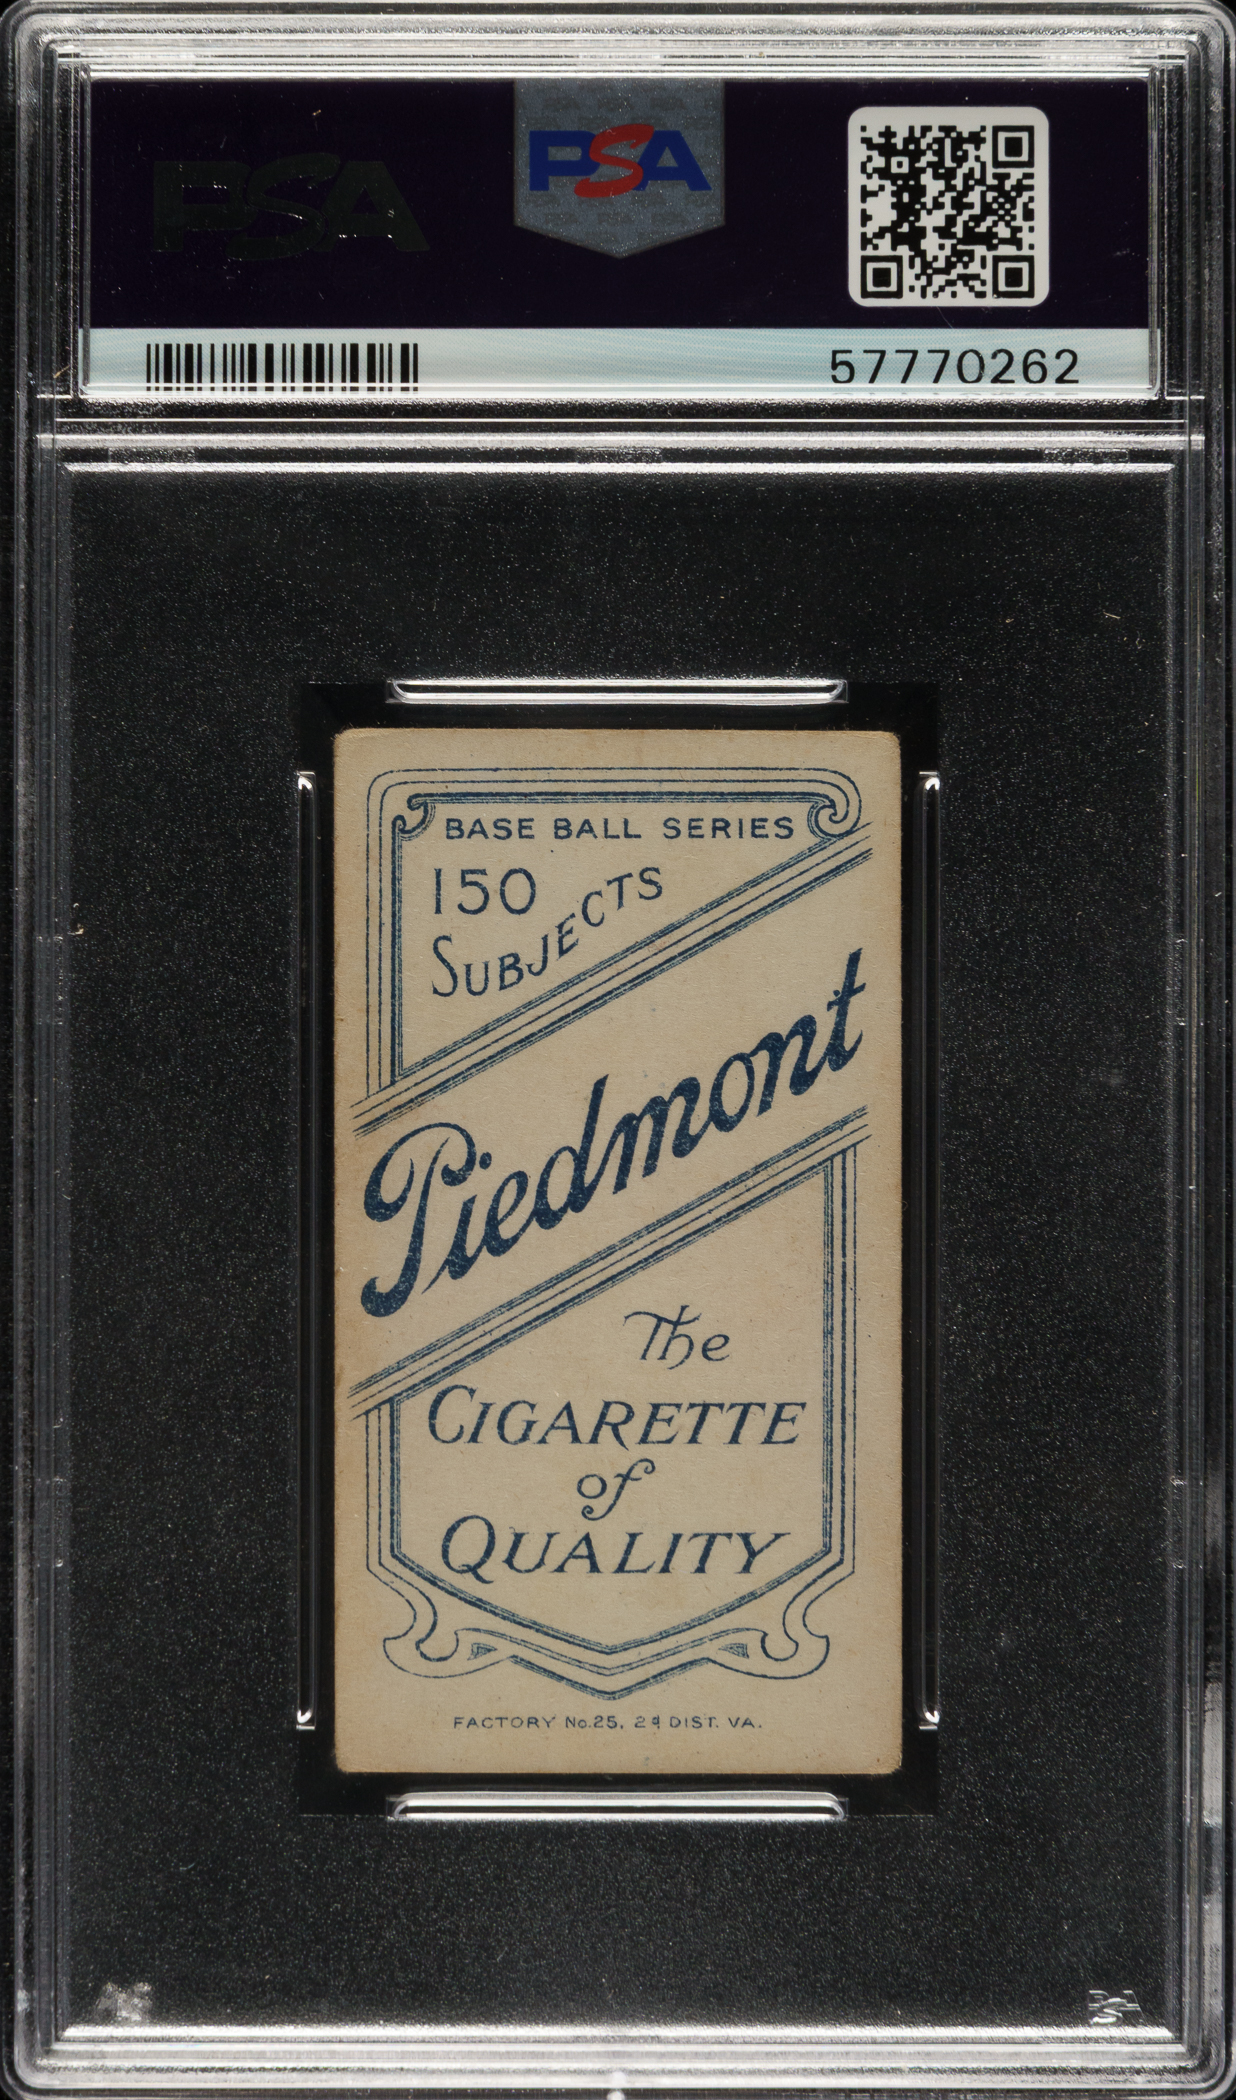 PSA
PSA
57770262
BASE BALL SERIES
150
SUBJECTS
Piedmont
The
CIGARETTE
of
QUALITY
FACTORY No.25, 2d DIST. VA.
PSA